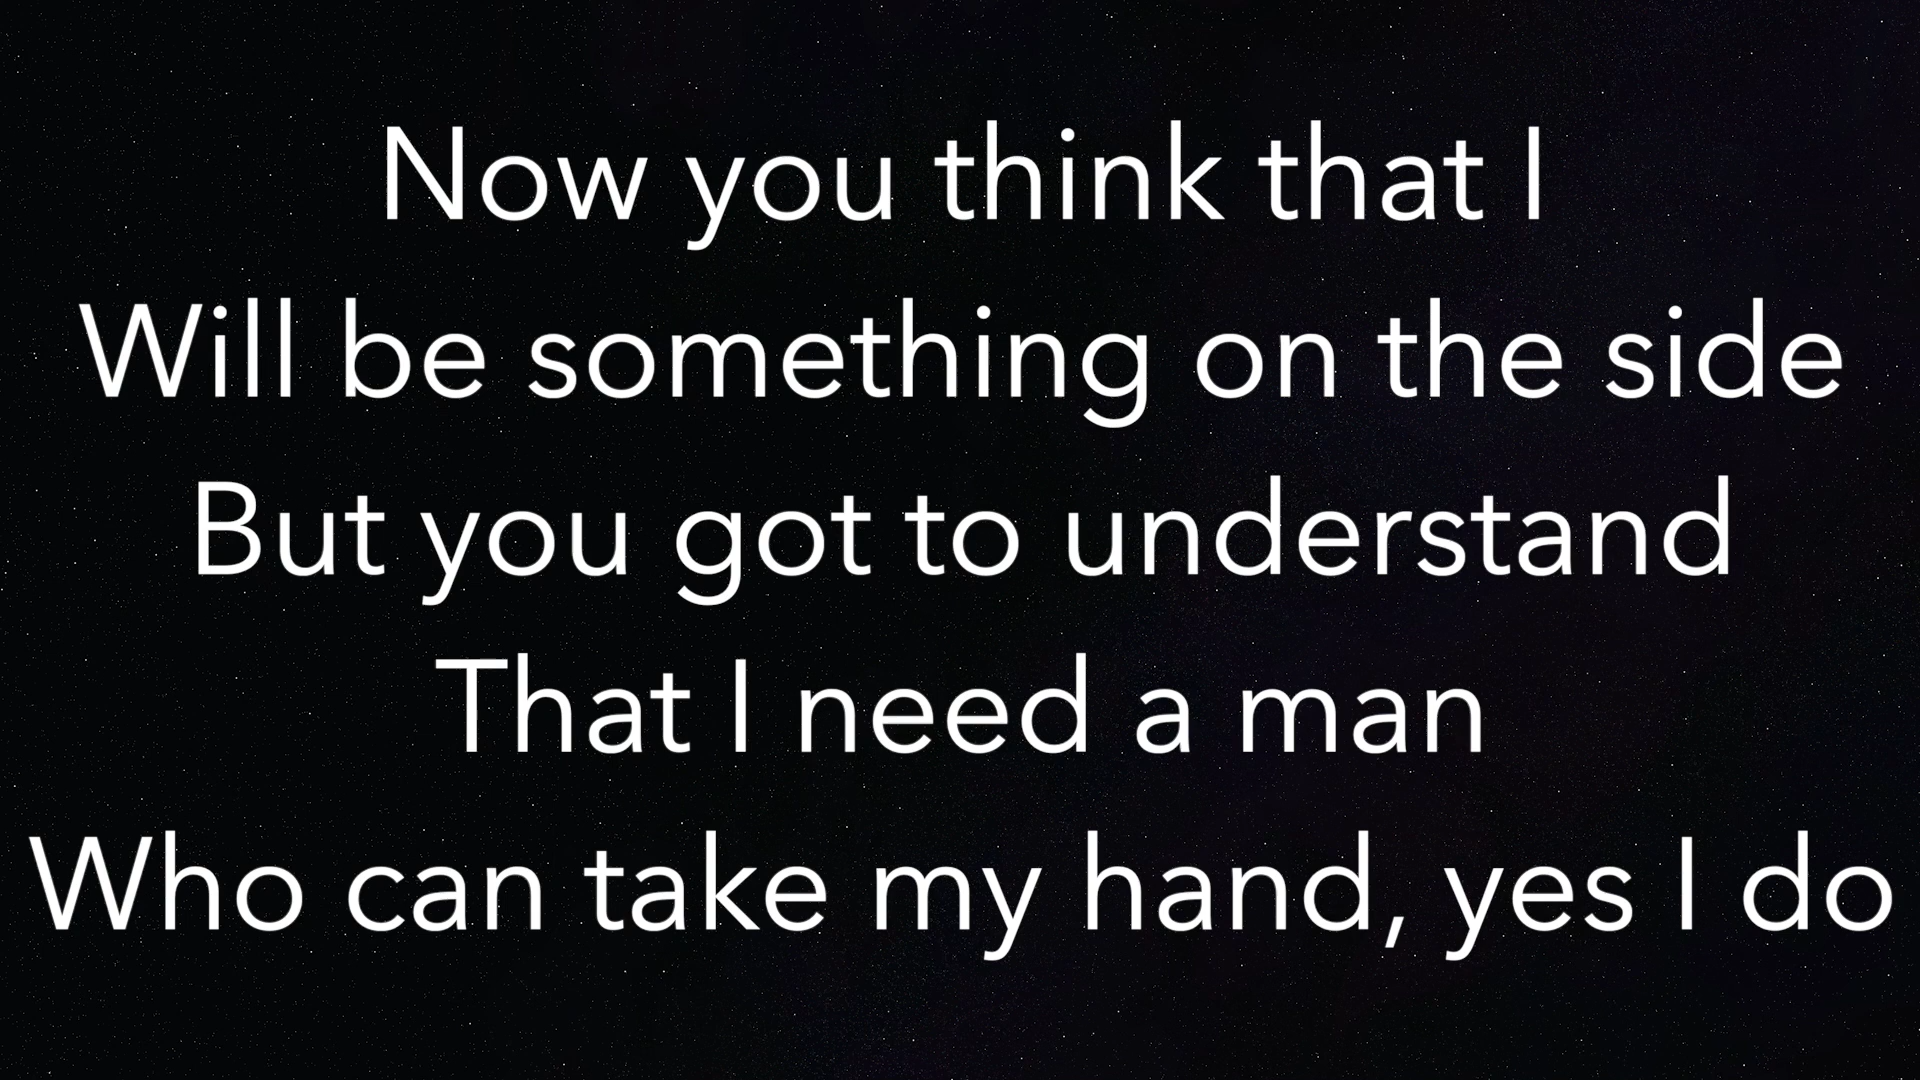 Now you think that I
Will be something on the side
But you got to understand
That I need a man
Who can take my hand, yes I do